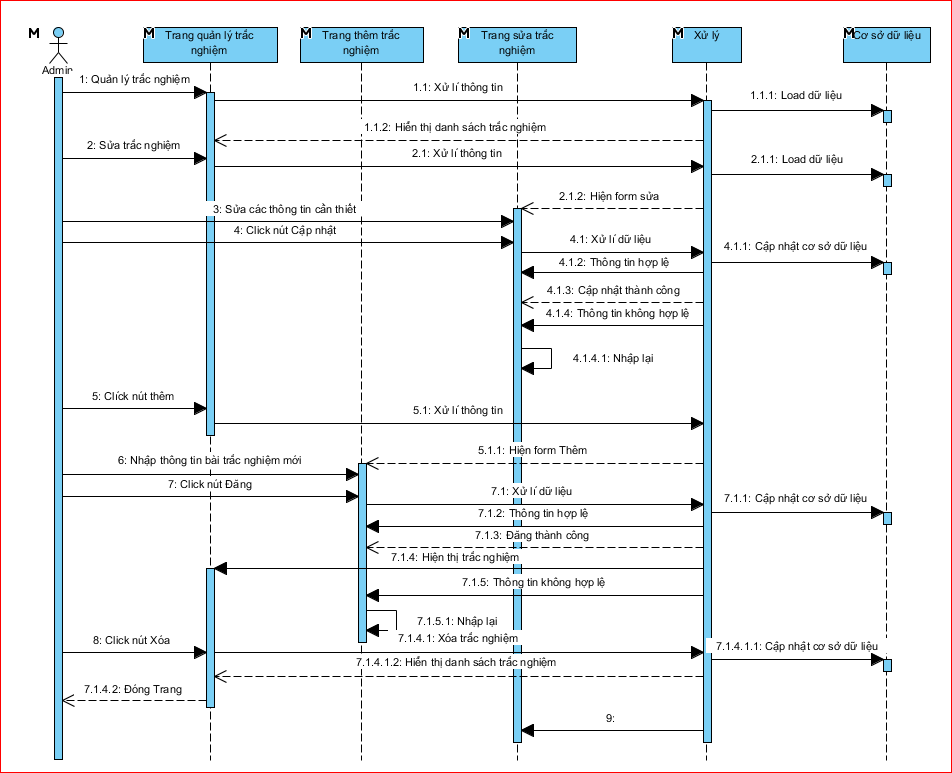 M
M
Trang quản lý trắc
nghiệm
M
Trang thêm trắc
nghiệm
M
Trang sửa trắc
nghiệm
M
Xử lý
M
Cơ sở dữ liệu
Admin
1: Quản lý trắc nghiệm
1.1: Xử lí thông tin
1.1.1: Load dữ liệu
1.1.2: Hiển thị danh sách trắc nghiệm
2: Sửa trắc nghiệm
2.1: Xử lí thông tin
2.1.1: Load dữ liệu
2.1.2: Hiện form sửa
3: Sửa các thông tin cần thiết
4: Click nút Cập nhật
4.1: Xử lí dữ liệu
4.1.1: Cập nhật cơ sở dữ liệu
4.1.2: Thông tin hợp lệ
4.1.3: Cập nhật thành công
4.1.4: Thông tin không hợp lệ
4.1.4.1: Nhập lại
5: Clíck nút thêm
5.1: Xử lí thông tin
5.1.1: Hiện form Thêm
6: Nhập thông tin bài trắc nghiệm mới
7: Click nút Đăng
7.1: Xử lí dữ liệu
7.1.1: Cập nhật cơ sở dữ liệu
7.1.2: Thông tin hợp lệ
7.1.3: Đăng thành công
7.1.4: Hiện thị trắc nghiệm
7.1.5: Thông tin không hợp lệ
7.1.5.1: Nhập lại
8: Click nút Xóa
7.1.4.1: Xóa trắc nghiệm
7.1.4.1.1: Cập nhật cơ sở dữ liệu
7.1.4.1.2: Hiển thị danh sách trắc nghiệm
7.1.4.2: Đóng Trang
9: